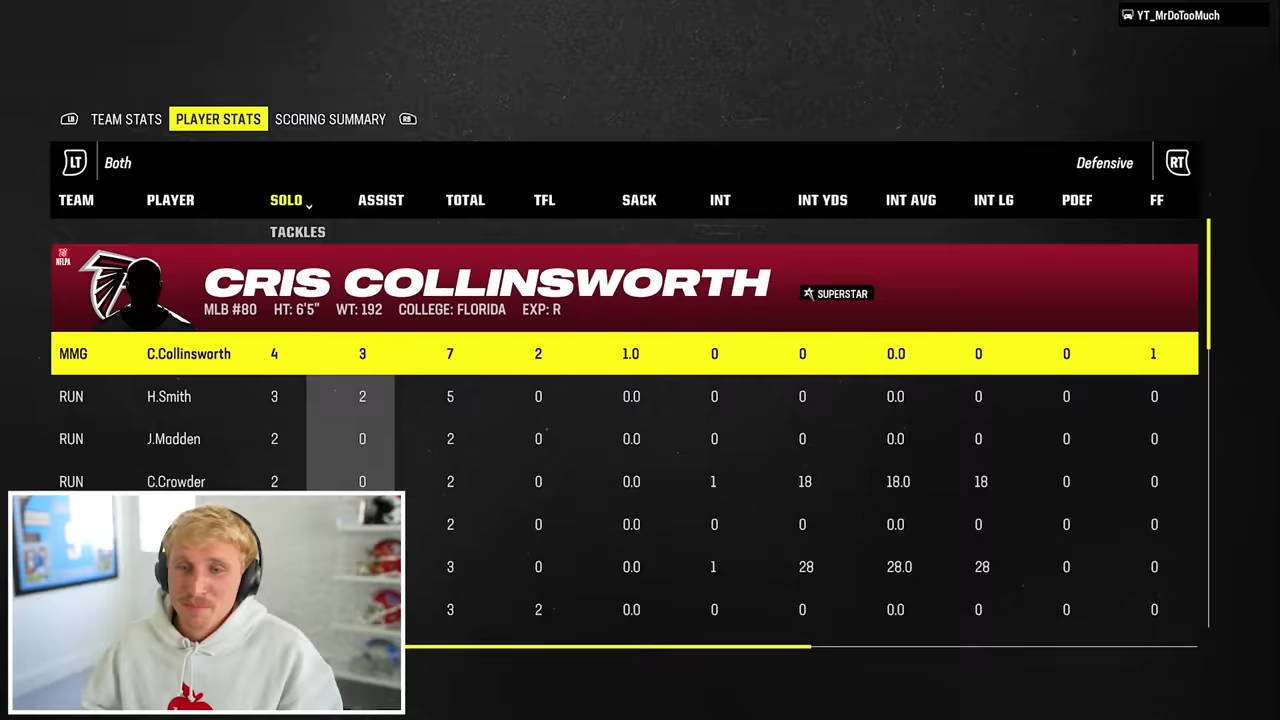 YT_MrDoTooMuch
LB TEAM STATS PLAYER STATS SCORING SUMMARY RB
LT Both Defensive RT
TEAM PLAYER SOLO ASSIST TOTAL TFL SACK INT INT YDS INT AVG INT LG PDEF FF
TACKLES
NFLPA
CRIS COLLINSWORTH SUPERSTAR
MLB #80 HT: 6'5" WT: 192 COLLEGE: FLORIDA EXP: R
MMG C.Collinsworth 4 3 7 2 1.0 0 0 0.0 0 0 1
RUN H.Smith 3 2 5 0 0.0 0 0 0.0 0 0 0
RUN J.Madden 2 0 2 0 0.0 0 0 0.0 0 0 0
RUN C.Crowder 2 0 2 0 0.0 1 18 18.0 18 0 0
2 0 0.0 0 0 0.0 0 0 0
3 0 0.0 1 28 28.0 28 0 0
3 2 0.0 0 0 0.0 0 0 0